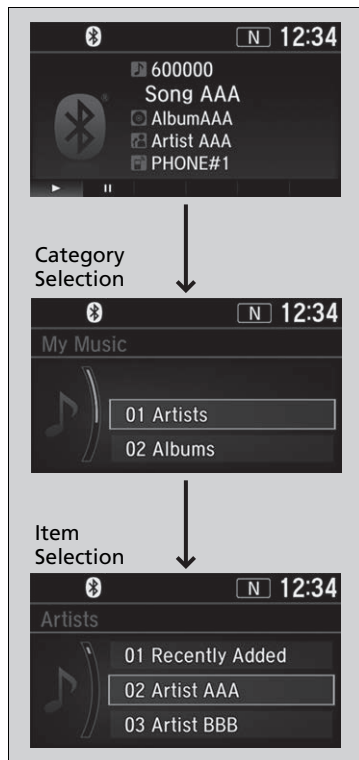 N 12:34
600000
Song AAA
AlbumAAA
Artist AAA
PHONE#1
Category
Selection
N 12:34
My Music
01 Artists
02 Albums
Item
Selection
N 12:34
Artists
01 Recently Added
02 Artist AAA
03 Artist BBB